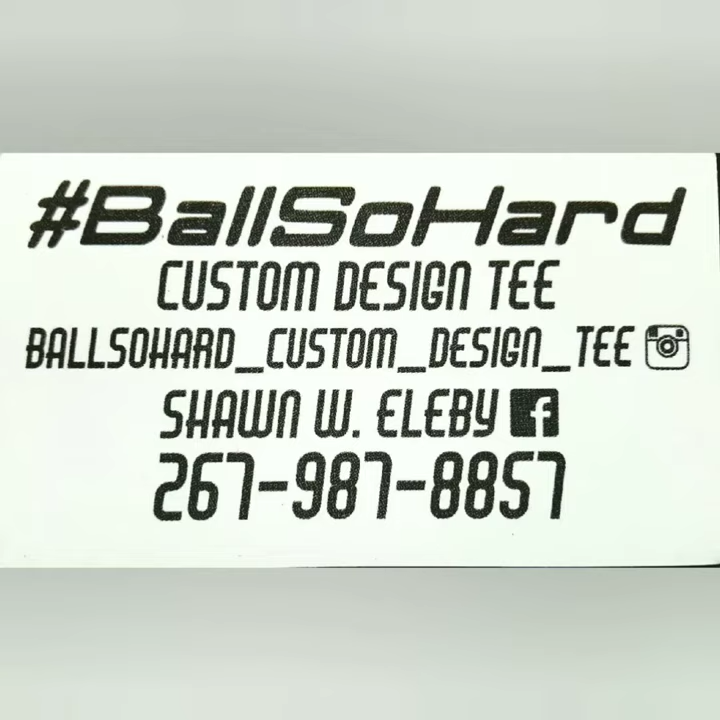 #BallSoHard
CUSTOM DESIGN TEE
BALLSOHARD_CUSTOM_DESIGN_TEE
SHAWN W. ELEBY
267-987-8857